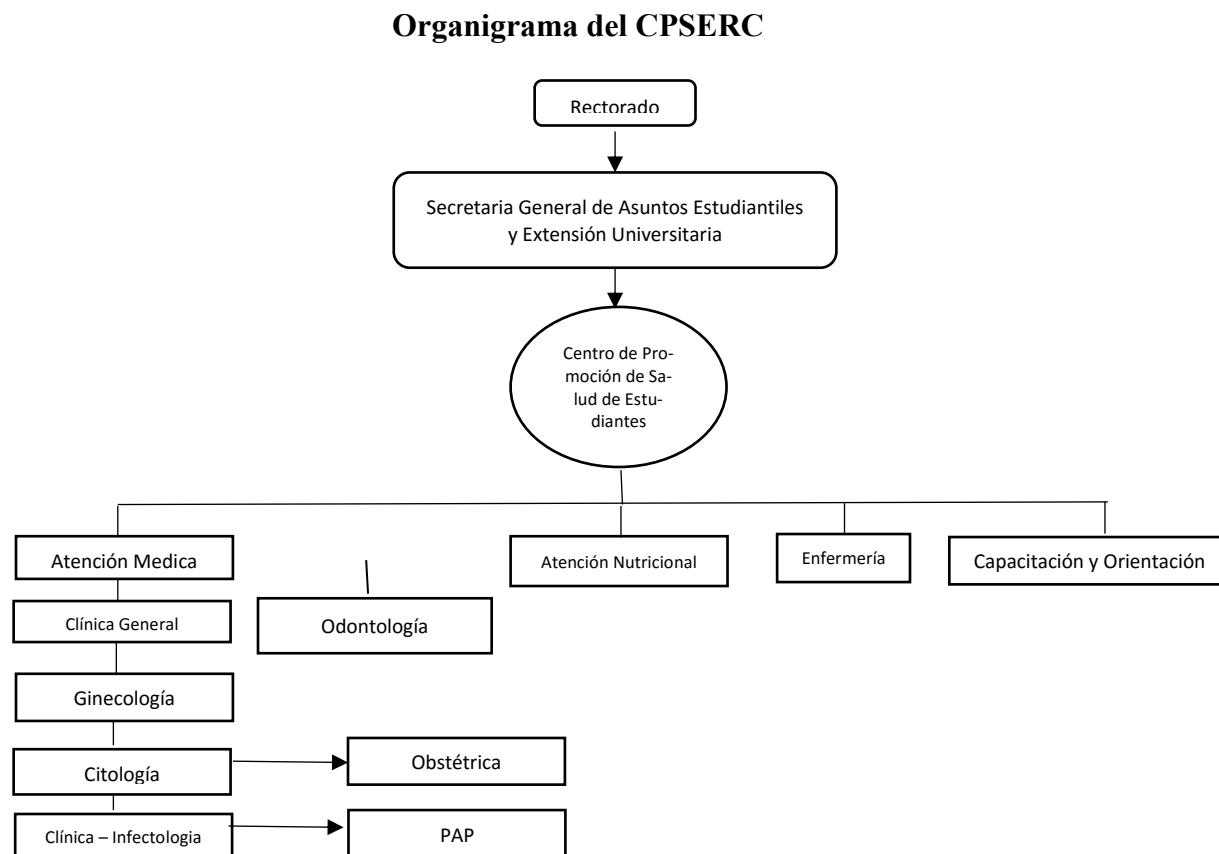 Organigrama del CPSERC
Rectorado
Secretaria General de Asuntos Estudiantiles
y Extensión Universitaria
Centro de Pro-
moción de Sa-
lud de Estu-
diantes
Atención Medica
Atención Nutricional
Enfermería
Capacitación y Orientación
Clínica General
Odontología
Ginecología
Citología
Obstétrica
Clínica – Infectologia
PAP